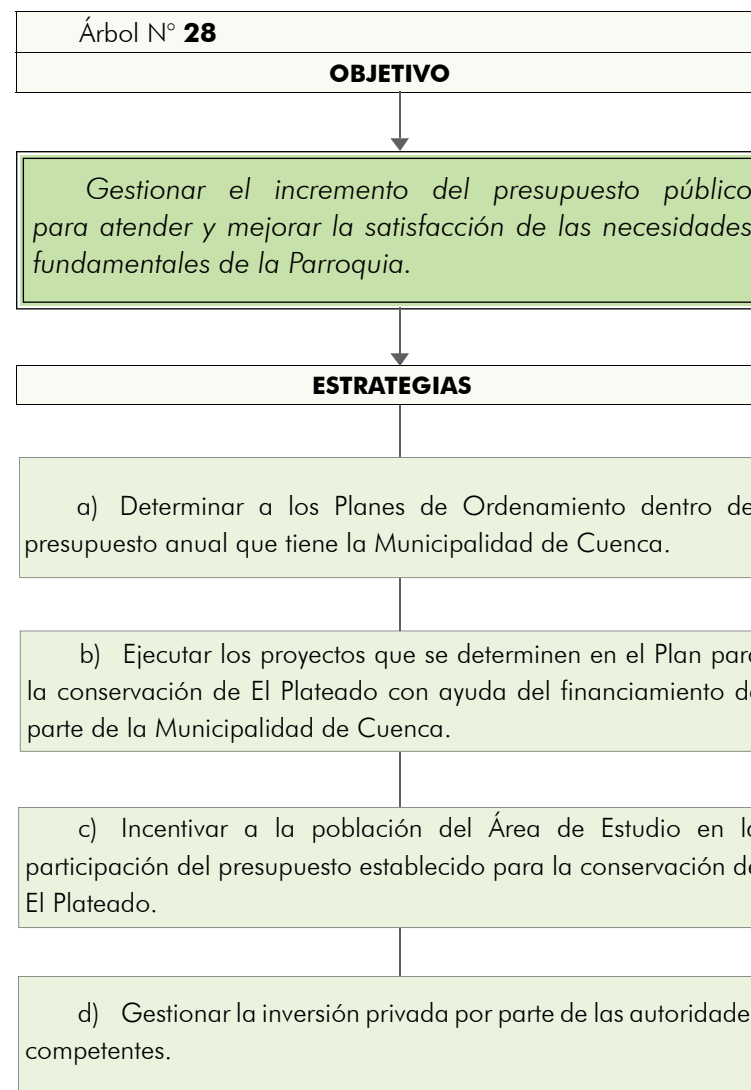 Árbol N° 28
OBJETIVO
Gestionar el incremento del presupuesto público
para atender y mejorar la satisfacción de las necesidades
fundamentales de la Parroquia.
ESTRATEGIAS
a) Determinar a los Planes de Ordenamiento dentro de
presupuesto anual que tiene la Municipalidad de Cuenca.
b) Ejecutar los proyectos que se determinen en el Plan para
la conservación de El Plateado con ayuda del financiamiento de
parte de la Municipalidad de Cuenca.
c) Incentivar a la población del Área de Estudio en la
participación del presupuesto establecido para la conservación de
El Plateado.
d) Gestionar la inversión privada por parte de las autoridade
competentes.